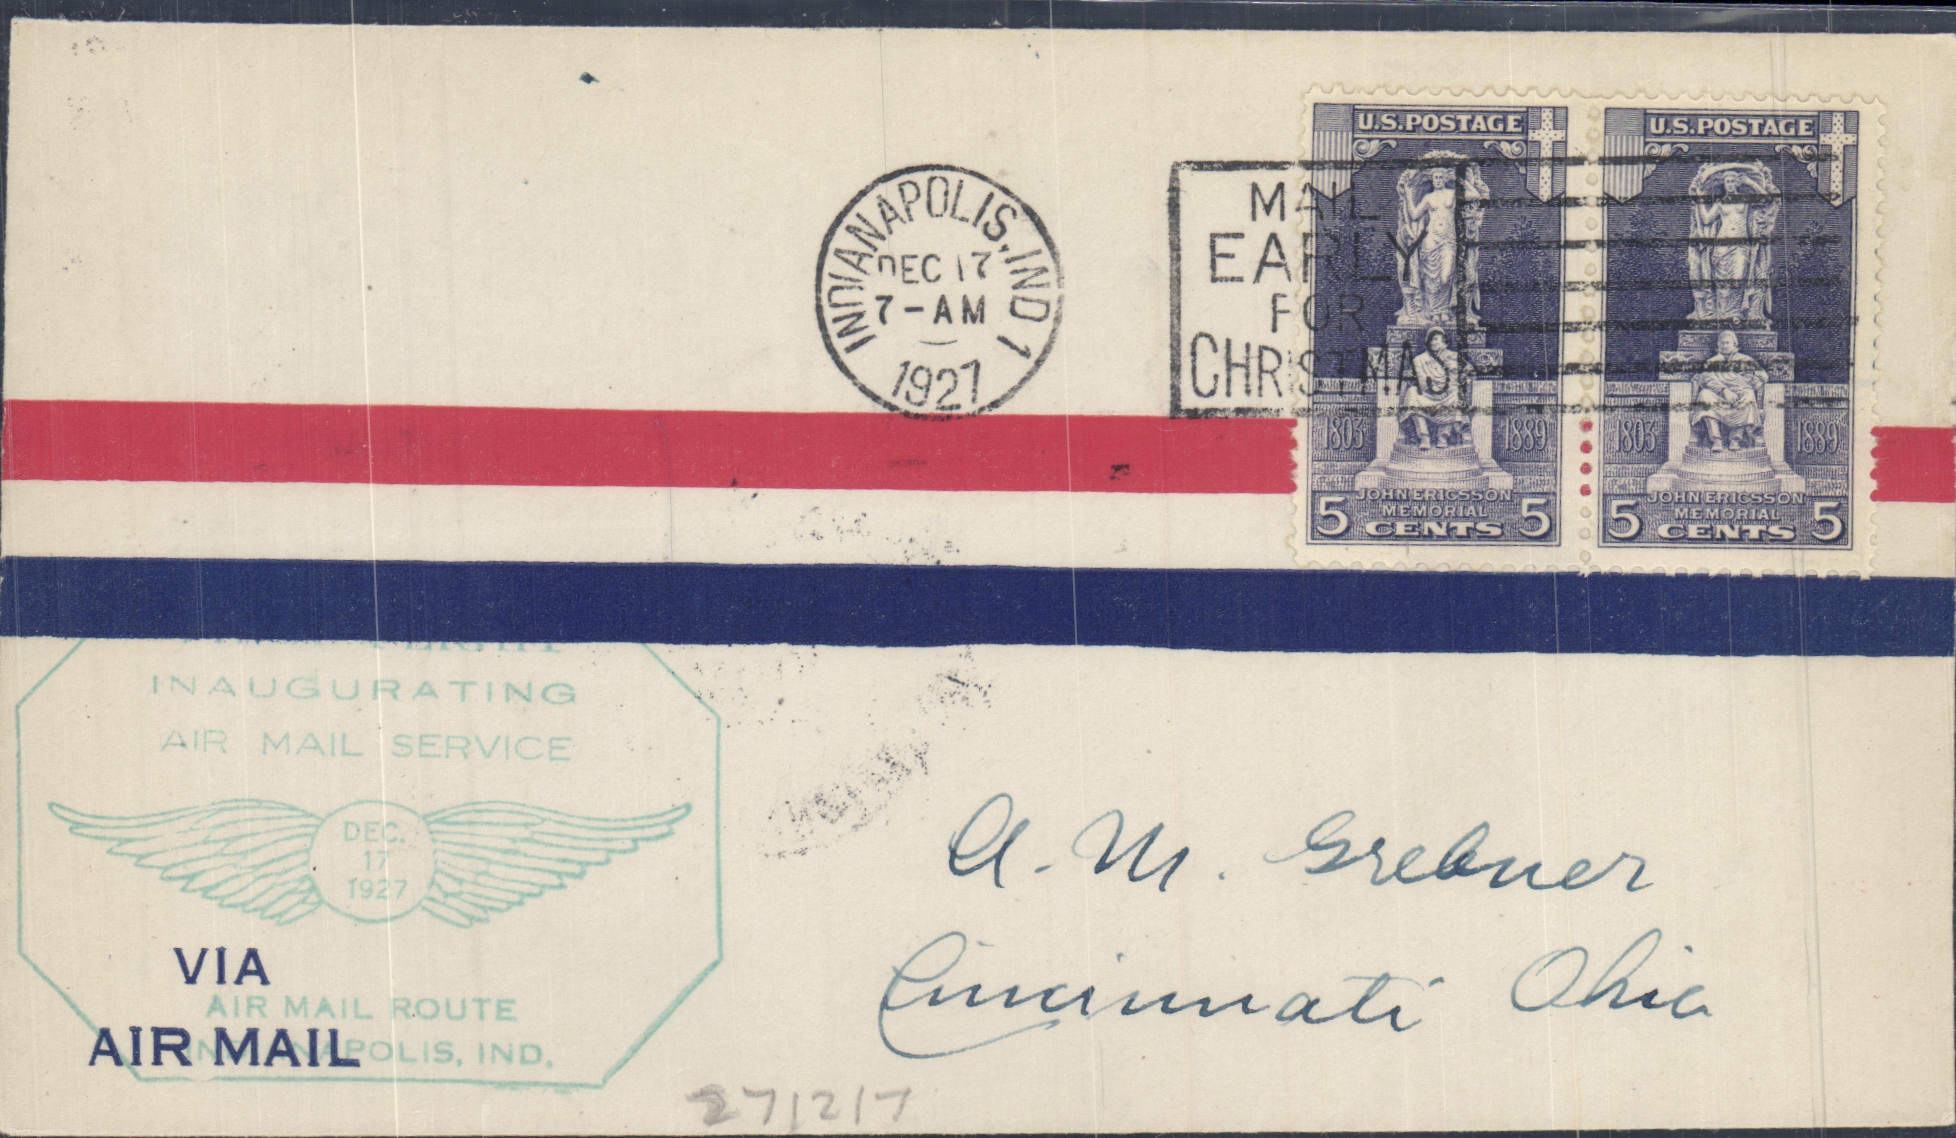 U.S. POSTAGE
1803 1889
JOHN ERICSSON
MEMORIAL
5 CENTS 5
U.S. POSTAGE
1803 1889
JOHN ERICSSON
MEMORIAL
5 CENTS 5
INDIANAPOLIS, IND 1
DEC 17
7-AM
1927
MAIL
EARLY
FOR
CHRISTMAS
FLIGHT
INAUGURATING
AIR MAIL SERVICE
DEC.
17
1927
VIA
AIR MAIL ROUTE
AIR MAIL
INDIANAPOLIS, IND.
A. M. Grebner
Cincinnati Ohio
271217